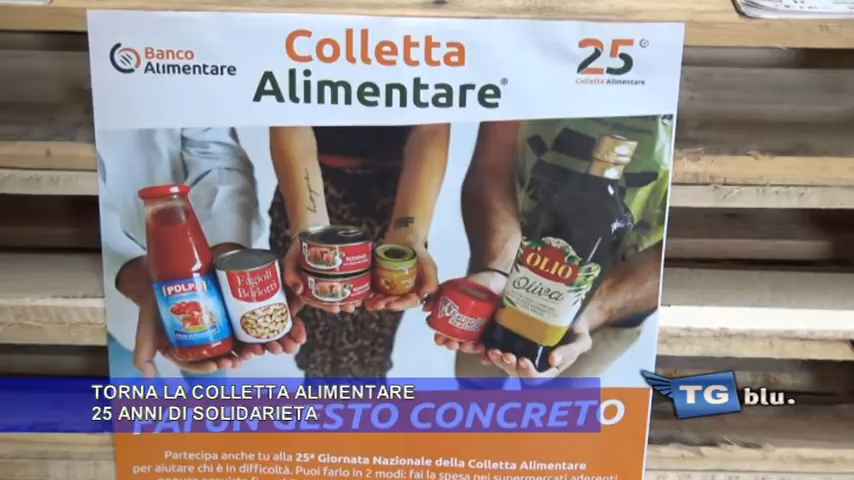 Banco
Alimentare
Colletta
Alimentare®
25
Colletta Alimentare
POLPA
Fagioli
Borlotti
OLIO
Oliva
TORNA LA COLLETTA ALIMENTARE
25 ANNI DI SOLIDARIETA
FAI UN GESTO CONCRETO
TG blu.
Partecipa anche tu alla 25ª Giornata Nazionale della Colletta Alimentare
per aiutare chi è in difficoltà. Puoi farlo in 2 modi: fai la spesa nei supermercati aderenti